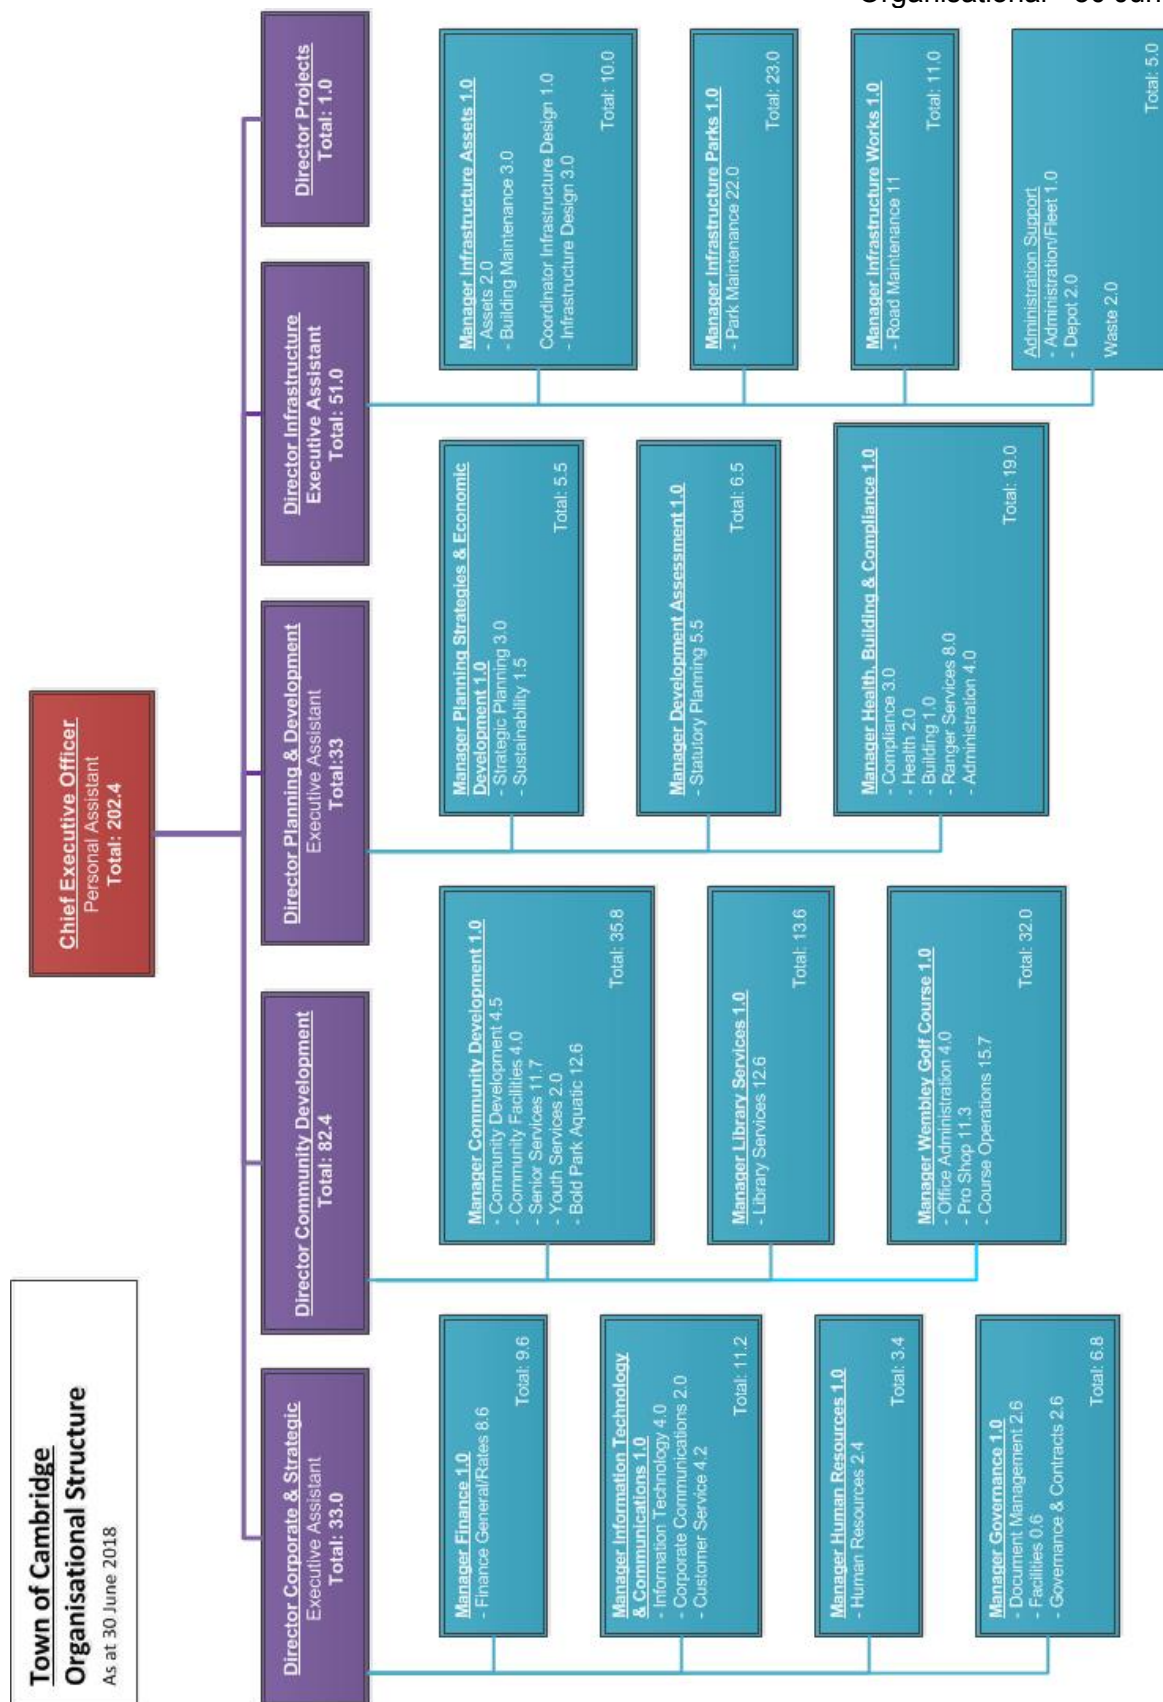 Organisational
Town of Cambridge
Organisational Structure
As at 30 June 2018
Chief Executive Officer
Personal Assistant
Total: 202.4
Director Corporate & Strategic
Executive Assistant
Total: 33.0
Director Community Development
Total: 82.4
Director Planning & Development
Executive Assistant
Total:33
Director Infrastructure
Executive Assistant
Total: 51.0
Director Projects
Total: 1.0
Manager Finance 1.0
- Finance General/Rates 8.6
Total: 9.6
Manager Information Technology
& Communications 1.0
- Information Technology 4.0
- Corporate Communications 2.0
- Customer Service 4.2
Total: 11.2
Manager Human Resources 1.0
- Human Resources 2.4
Total: 3.4
Manager Governance 1.0
- Document Management 2.6
- Facilities 0.6
- Governance & Contracts 2.6
Total: 6.8
Manager Community Development 1.0
- Community Development 4.5
- Community Facilities 4.0
- Senior Services 11.7
- Youth Services 2.0
- Bold Park Aquatic 12.6
Total: 35.8
Manager Library Services 1.0
- Library Services 12.6
Total: 13.6
Manager Wembley Golf Course 1.0
- Office Administration 4.0
- Pro Shop 11.3
- Course Operations 15.7
Total: 32.0
Manager Planning Strategies & Economic
Development 1.0
- Strategic Planning 3.0
- Sustainability 1.5
Total: 5.5
Manager Development Assessment 1.0
- Statutory Planning 5.5
Total: 6.5
Manager Health, Building & Compliance 1.0
- Compliance 3.0
- Health 2.0
- Building 1.0
- Ranger Services 8.0
- Administration 4.0
Total: 19.0
Manager Infrastructure Assets 1.0
- Assets 2.0
- Building Maintenance 3.0
Coordinator Infrastructure Design 1.0
- Infrastructure Design 3.0
Total: 10.0
Manager Infrastructure Parks 1.0
- Park Maintenance 22.0
Total: 23.0
Manager Infrastructure Works 1.0
- Road Maintenance 11
Total: 11.0
Administration Support
- Administration/Fleet 1.0
- Depot 2.0
Waste 2.0
Total: 5.0